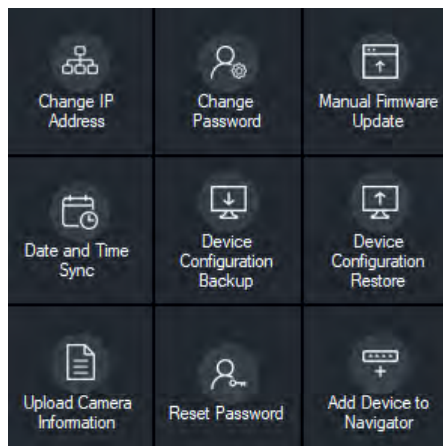 Change IP
Address
Change
Password
Manual Firmware
Update
Date and Time
Sync
Device
Configuration
Backup
Device
Configuration
Restore
Upload Camera
Information
Reset Password
Add Device to
Navigator